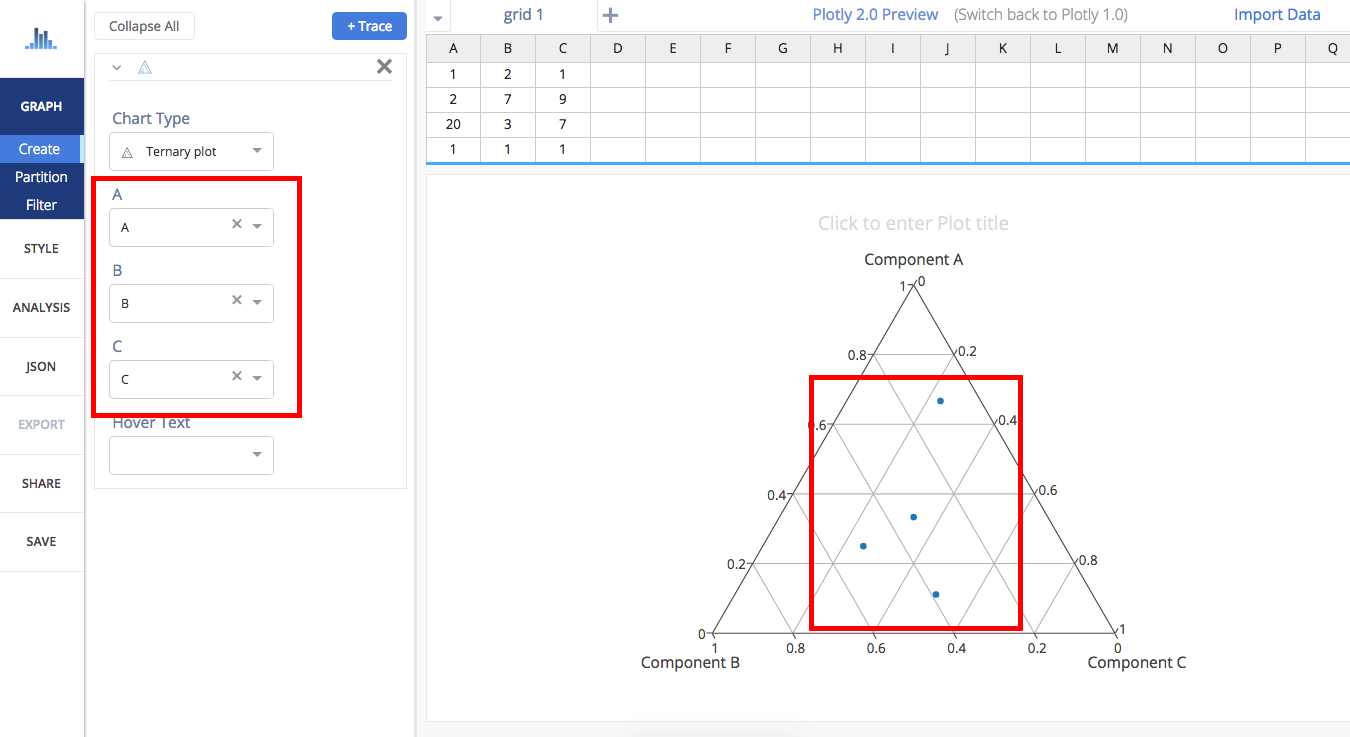 Collapse All
+ Trace
GRAPH
Create
Partition
Filter
STYLE
ANALYSIS
JSON
EXPORT
SHARE
SAVE
Chart Type
Ternary plot
A
A
B
B
C
C
Hover Text
grid 1
Plotly 2.0 Preview (Switch back to Plotly 1.0)
Import Data
A B C D E F G H I J K L M N O P Q
1 2 1
2 7 9
20 3 7
1 1 1
Click to enter Plot title
Component A
1 0
0.8 0.2
0.6 0.4
0.4 0.6
0.2 0.8
0 1
1 0.8 0.6 0.4 0.2 0
Component B Component C